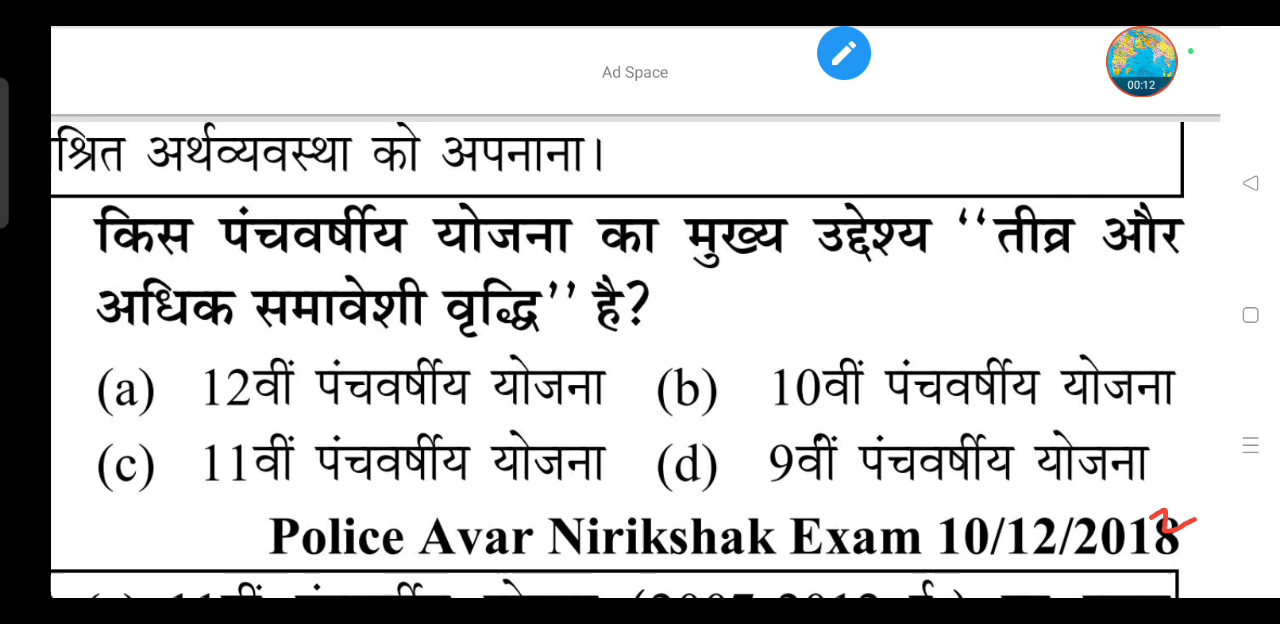 Ad Space
00:12
श्रित अर्थव्यवस्था को अपनाना।
किस पंचवर्षीय योजना का मुख्य उद्देश्य ‘‘तीव्र और
अधिक समावेशी वृद्धि’’ है?
(a) 12वीं पंचवर्षीय योजना (b) 10वीं पंचवर्षीय योजना
(c) 11वीं पंचवर्षीय योजना (d) 9वीं पंचवर्षीय योजना
Police Avar Nirikshak Exam 10/12/2018